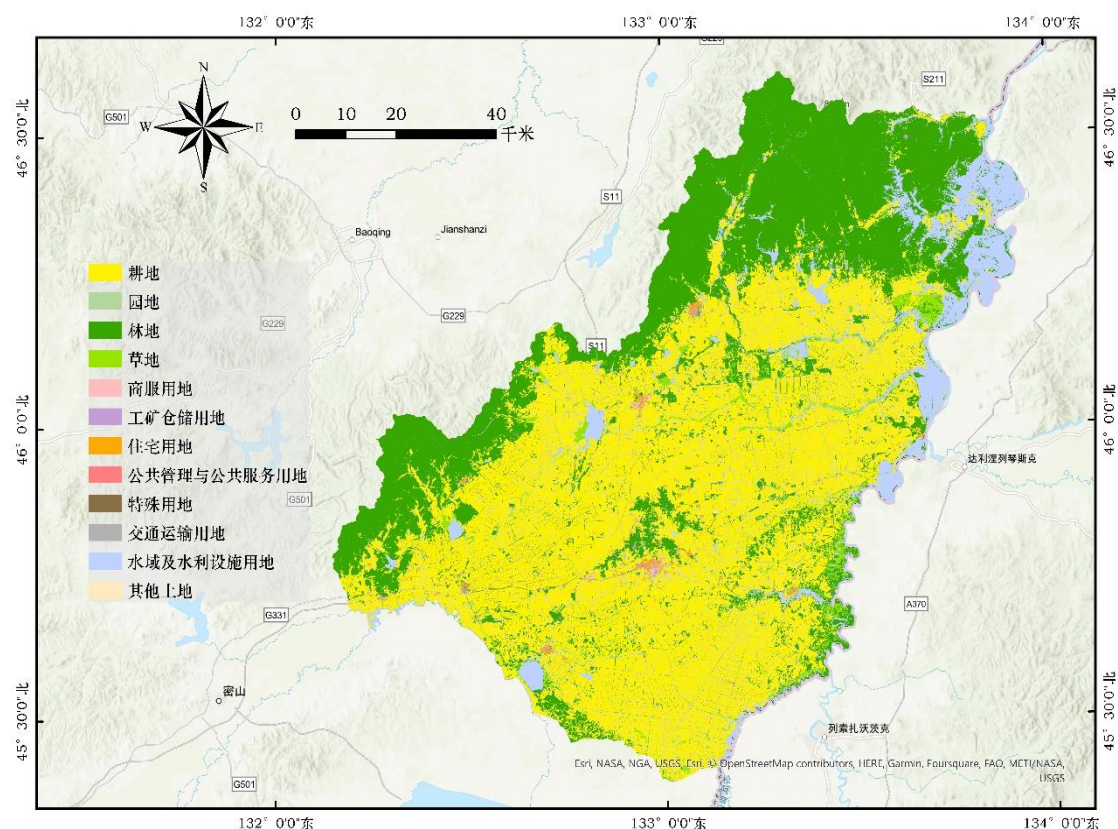 132° 0'0"东 133° 0'0"东 134° 0'0"东
G229
S211
G501
N
W
S
0 10 20 40
千米
46° 30'0"北
46° 30'0"北
S11
Baoqing
Jianshanzi
耕地
园地
林地
草地
商服用地
工矿仓储用地
住宅用地
公共管理与公共服务用地
特殊用地
交通运输用地
水域及水利设施用地
其他土地
G229
G229
S11
46° 0'0"北
46° 0'0"北
达利涅列琴斯克
G501
G331
A370
密山
45° 30'0"北
45° 30'0"北
列索扎沃茨克
Esri, NASA, NGA, USGS, Esri, © OpenStreetMap contributors, HERE, Garmin, Foursquare, FAO, METI/NASA,
USGS
G501
132° 0'0"东 133° 0'0"东 134° 0'0"东